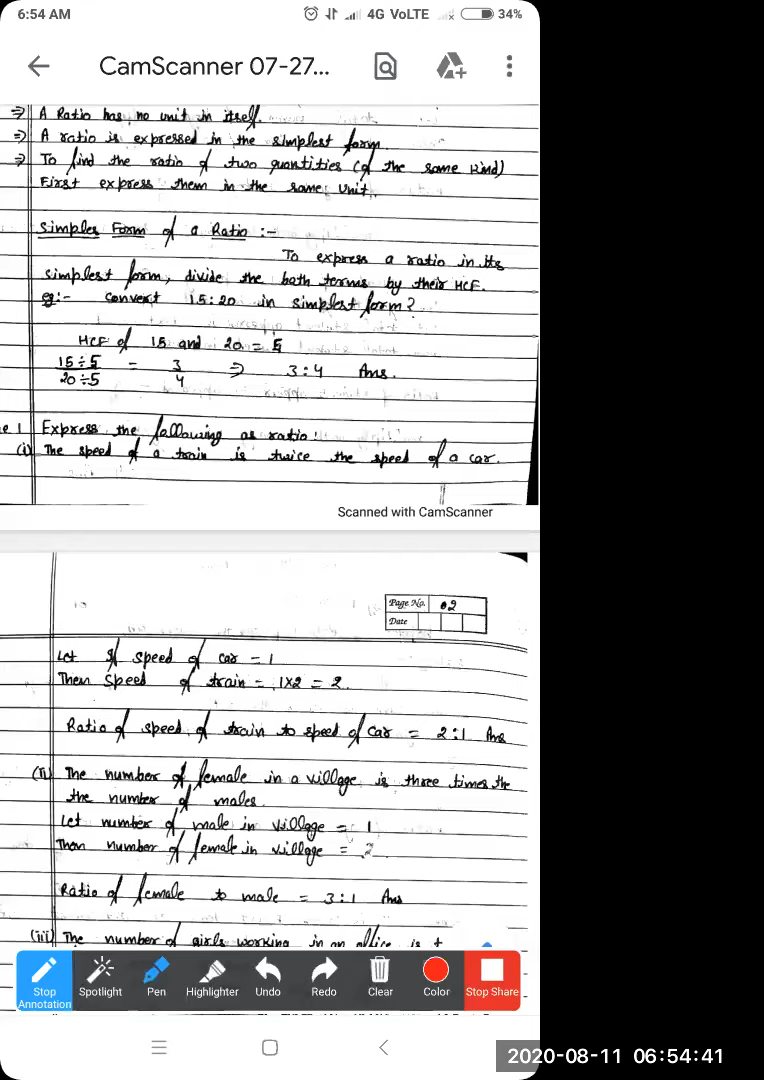 6:54 AM 4G VoLTE 34%
CamScanner 07-27...
⇒ A Ratio has no unit in itself.
⇒ A ratio is expressed in the simplest form
⇒ To find the ratio of two quantities (of the same kind)
First express them in the same unit.
Simples Form of a Ratio :-
To express a ratio in its
simplest form, divide the both terms by their HCF.
eg:- convert 15:20 in simplest form?
HCF of 15 and 20 = 5
15÷5 = 3 ⇒ 3:4 Ans.
20÷5 4
e 1 Express the following as ratio:
(i) The speed of a train is twice the speed of a car.
Scanned with CamScanner
Page No. 02
Date
Let speed of car = 1
Then speed of train = 1x2 = 2.
Ratio of speed of train to speed of car = 2:1 Ans
(ii) The number of female in a village is three times the
the number of males.
Let number of male in village = 1
Then number of female in village =
Ratio of female to male = 3:1 Ans
(iii) The number of girls working in an office is t
Stop Annotation
Spotlight
Pen
Highlighter
Undo
Redo
Clear
Color
Stop Share
2020-08-11 06:54:41